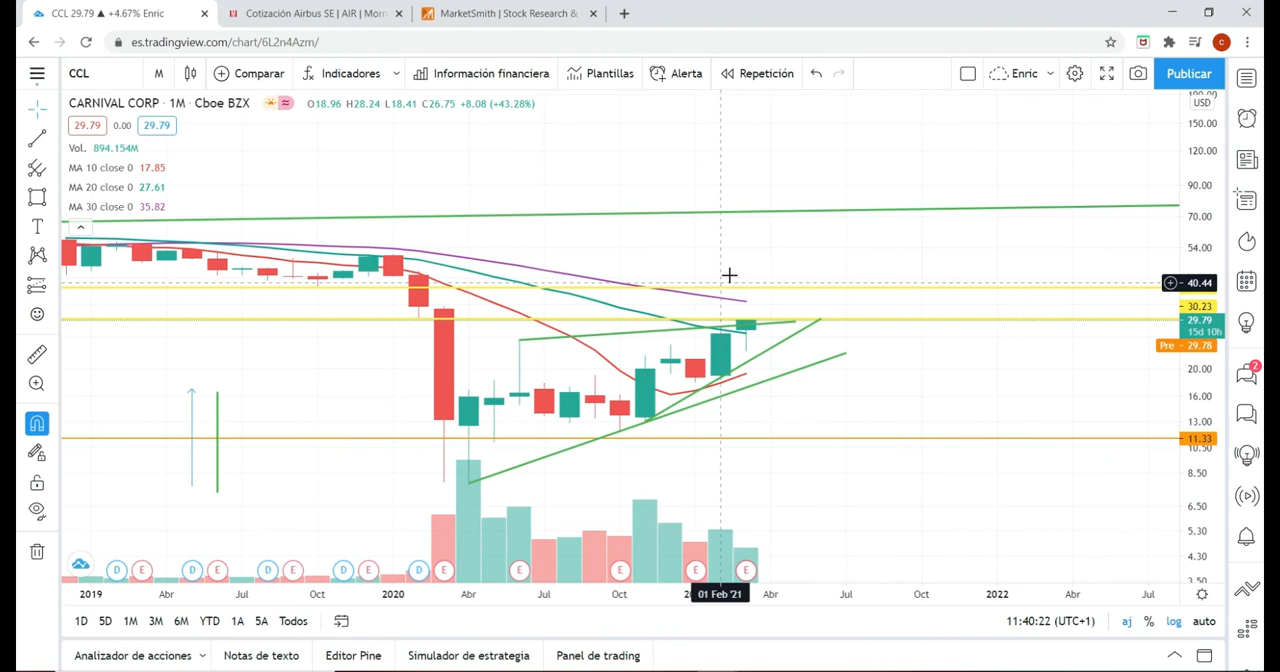 CCL 29.79 ▲ +4.67% Enric
Cotización Airbus SE | AIR | Morn
MarketSmith | Stock Research &
es.tradingview.com/chart/6L2n4Azm/
CCL M Comparar Indicadores Información financiera Plantillas Alerta Repetición Enric Publicar
CARNIVAL CORP · 1M · Cboe BZX O18.96 H28.24 L18.41 C26.75 +8.08 (+43.28%)
29.79 0.00 29.79
Vol. 894.154M
MA 10 close 0 17.85
MA 20 close 0 27.61
MA 30 close 0 35.82
USD
150.00
120.00
90.00
70.00
54.00
40.44
30.23
29.79
15d 10h
Pre 29.78
20.00
16.00
13.00
11.33
8.50
6.50
5.30
4.30
3.50
2
D E D E D E D E D E E E E E
2019 Abr Jul Oct 2020 Abr Jul Oct 01 Feb '21 Abr Jul Oct 2022 Abr Jul
1D 5D 1M 3M 6M YTD 1A 5A Todos 11:40:22 (UTC+1) aj % log auto
Analizador de acciones Notas de texto Editor Pine Simulador de estrategia Panel de trading